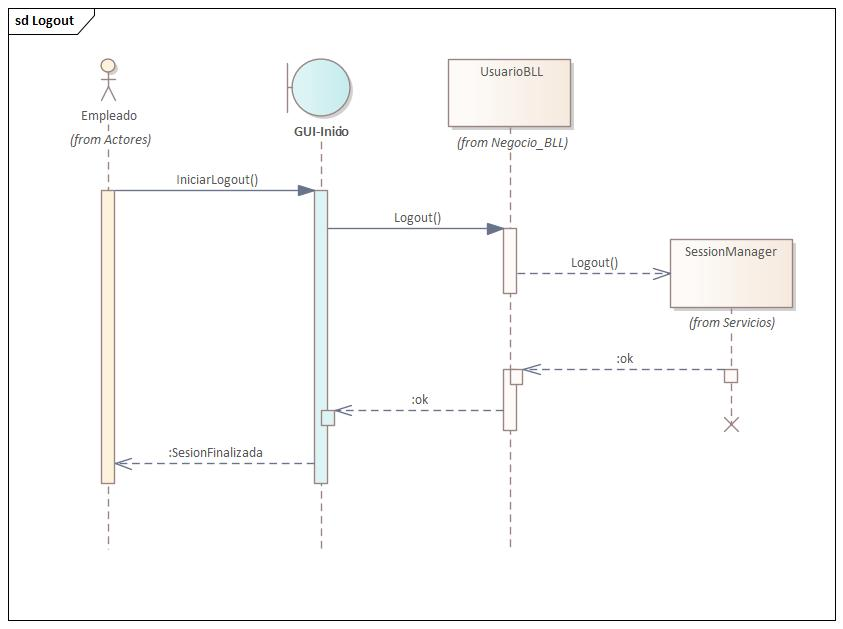 sd Logout
Empleado
(from Actores)
GUI-Inicio
UsuarioBLL
(from Negocio_BLL)
IniciarLogout()
Logout()
SessionManager
Logout()
(from Servicios)
:ok
:ok
:SesionFinalizada